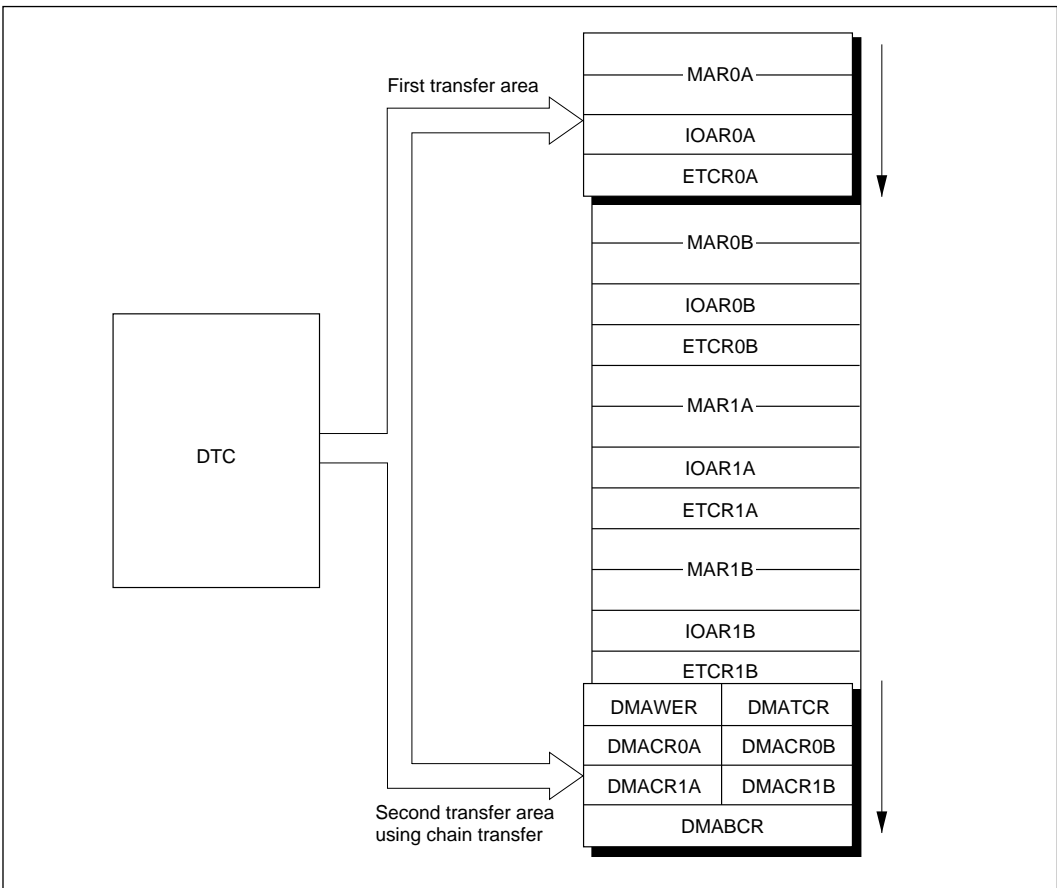 First transfer area
MAR0A
IOAR0A
ETCR0A
MAR0B
IOAR0B
ETCR0B
MAR1A
DTC
IOAR1A
ETCR1A
MAR1B
IOAR1B
ETCR1B
DMAWER DMATCR
DMACR0A DMACR0B
DMACR1A DMACR1B
Second transfer area
using chain transfer
DMABCR